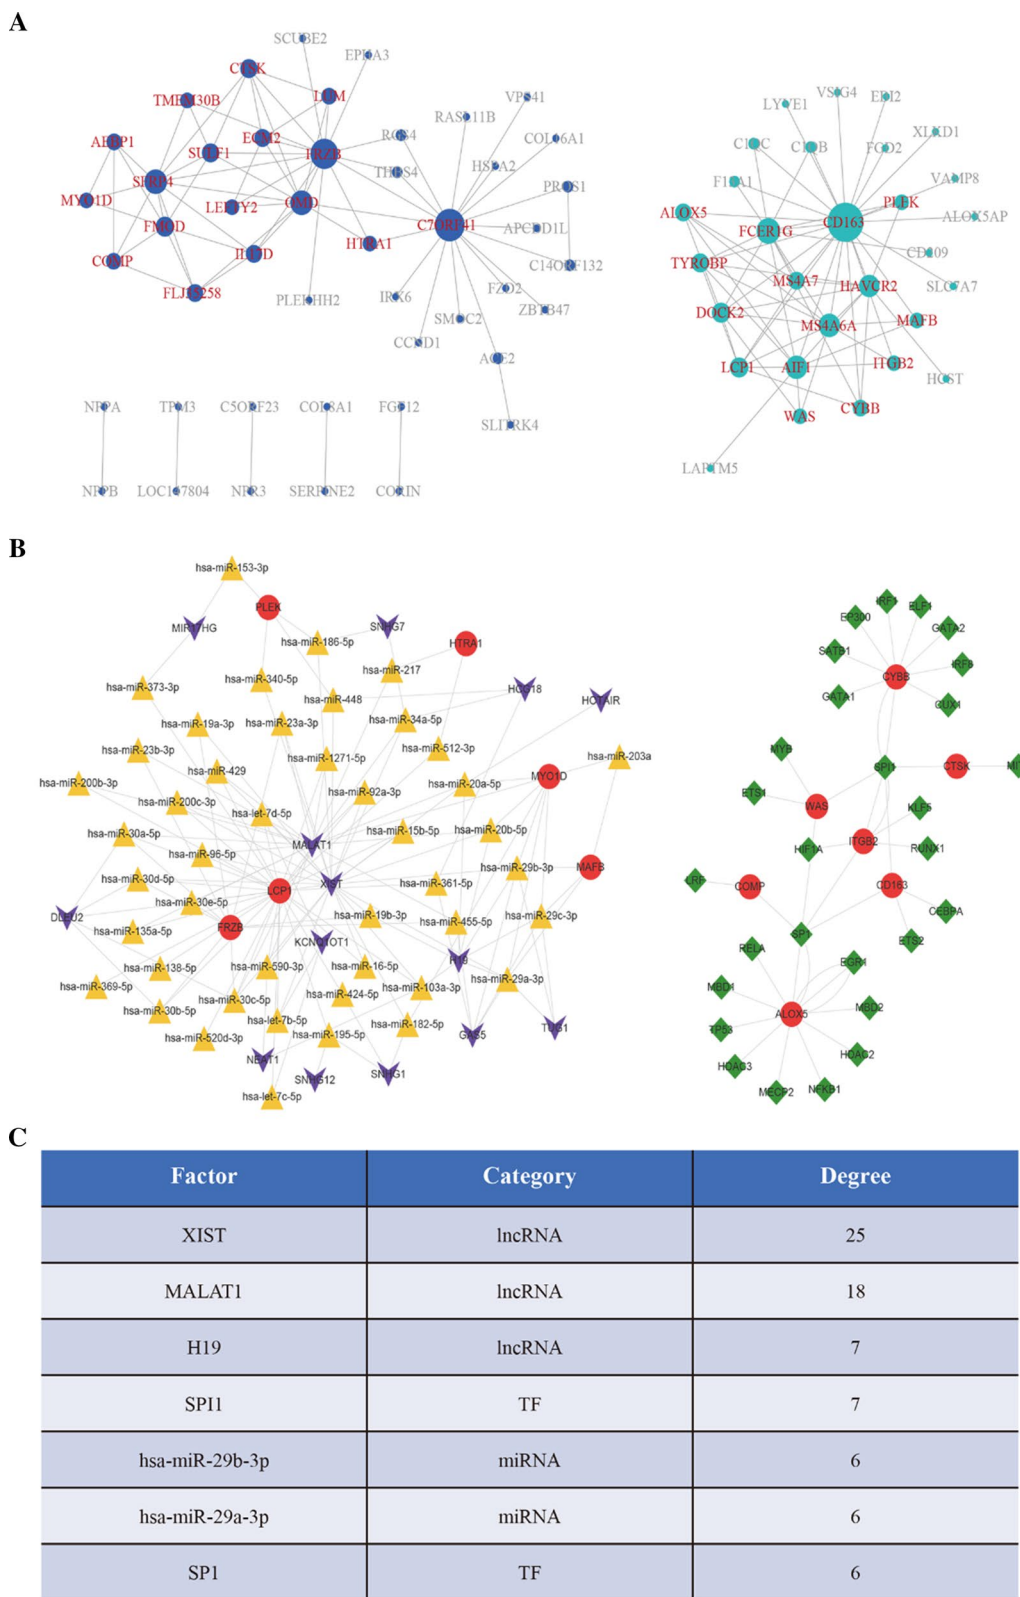 A
SCUBE2
EPHA3
CTSK
TMEM30B
LUM
VPS41
RASL11B
RGS4
COL16A1
AEBP1
ECM2
SULF1
FRZB
HSPA2
THBS4
SFRP4
PROS1
MYO1D
LEFTY2
OMD
FMOD
C7ORF41
APCDD1L
HTRA1
IL17D
COMP
C14ORF132
FLJ35258
PLEKHH2
IRX6
FZD2
ZBTB47
SMOC2
CCND1
ACE2
SLITRK4
NPPA
TPM3
C5ORF23
COL8A1
FGF12
NPPB
NPR3
SERPINE2
CORIN
VSIG4
EBI2
LYVE1
XLKD1
C1QC
C1QB
FGD2
F13A1
VAMP8
PLEK
ALOX5
CD163
ALOX5AP
FCER1G
CD209
TYROBP
MS4A7
HAVCR2
SLC7A7
DOCK2
MS4A6A
MAFB
LCP1
AIF1
ITGB2
HCST
WAS
CYBB
LAPTM5
B
hsa-miR-153-3p
PLEK
MIR17HG
SNHG7
hsa-miR-186-5p
HTRA1
hsa-miR-217
hsa-miR-340-5p
hsa-miR-373-3p
HCG18
hsa-miR-448
HOTAIR
hsa-miR-19a-3p
hsa-miR-23a-3p
hsa-miR-34a-5p
hsa-miR-23b-3p
hsa-miR-512-3p
hsa-miR-1271-5p
hsa-miR-203a
hsa-miR-429
MYO1D
hsa-miR-200b-3p
hsa-miR-20a-5p
hsa-miR-92a-3p
hsa-miR-200c-3p
hsa-let-7d-5p
hsa-miR-30a-5p
hsa-miR-15b-5p
hsa-miR-20b-5p
MALAT1
hsa-miR-96-5p
MAFB
hsa-miR-29b-3p
hsa-miR-30d-5p
XIST
hsa-miR-361-5p
LCP1
hsa-miR-30e-5p
DLEU2
hsa-miR-19b-3p
hsa-miR-29c-3p
hsa-miR-455-5p
FRZB
hsa-miR-135a-5p
KCNQ1OT1
H19
hsa-miR-138-5p
hsa-miR-590-3p
hsa-miR-16-5p
hsa-miR-29a-3p
hsa-miR-369-5p
hsa-miR-103a-3p
hsa-miR-424-5p
hsa-miR-30c-5p
hsa-miR-30b-5p
hsa-let-7b-5p
hsa-miR-182-5p
TUG1
hsa-miR-520d-3p
hsa-miR-195-5p
GAS5
NEAT1
SNHG12
SNHG1
hsa-let-7c-5p
IRF1
ELF1
EP300
GATA2
SATB1
IRF8
CYBB
GATA1
CUX1
MYB
SPI1
CTSK
MIT
ETS1
WAS
KLF5
ITGB2
HIF1A
RUNX1
LRF
COMP
CD163
CEBPA
SP1
ETS2
RELA
EGR1
MBD1
MBD2
ALOX5
TP53
HDAC2
HDAC3
MECP2
NFKB1
C
Factor Category Degree
XIST lncRNA 25
MALAT1 lncRNA 18
H19 lncRNA 7
SPI1 TF 7
hsa-miR-29b-3p miRNA 6
hsa-miR-29a-3p miRNA 6
SP1 TF 6